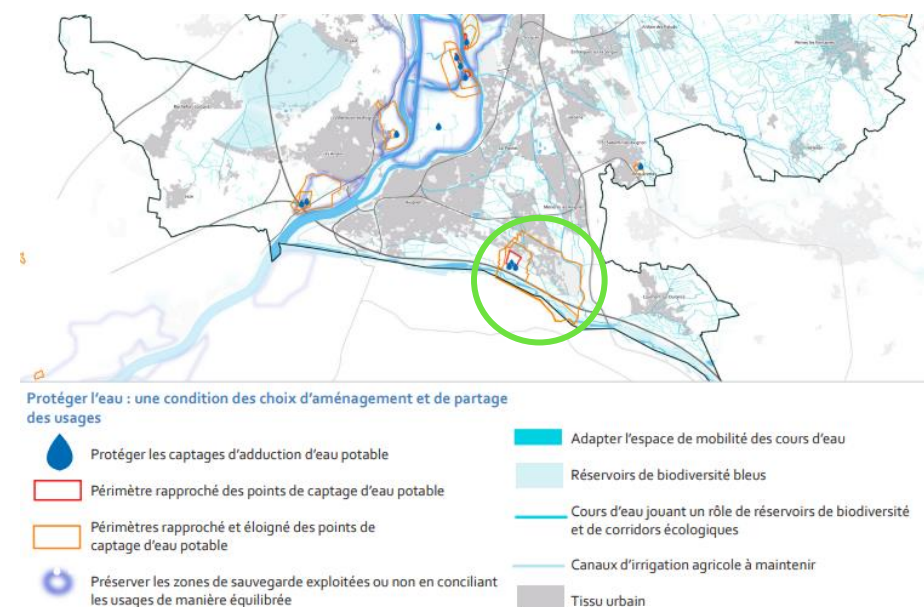 Avignon
Le Pontet
Protéger l'eau : une condition des choix d'aménagement et de partage
des usages
Protéger les captages d'adduction d'eau potable
Périmètre rapproché des points de captage d'eau potable
Périmètres rapproché et éloigné des points de
captage d'eau potable
Préserver les zones de sauvegarde exploitées ou non en conciliant
les usages de manière équilibrée
Adapter l'espace de mobilité des cours d'eau
Réservoirs de biodiversité bleus
Cours d'eau jouant un rôle de réservoirs de biodiversité
et de corridors écologiques
Canaux d'irrigation agricole à maintenir
Tissu urbain